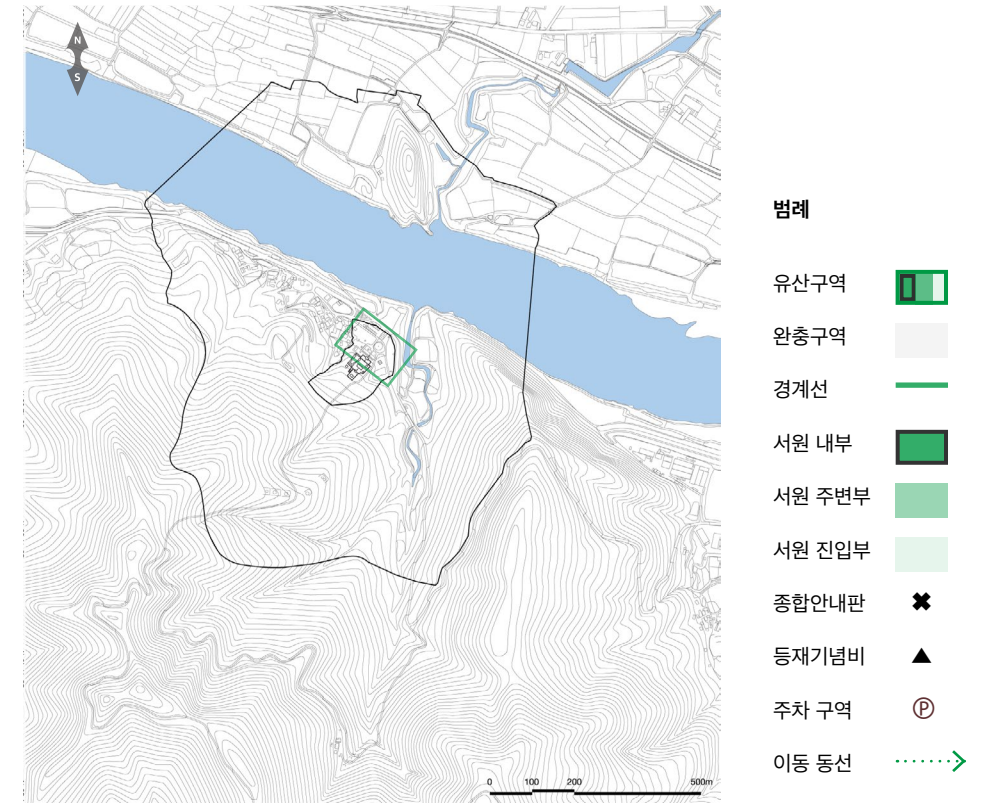 N
S
범례
유산구역
완충구역
경계선
서원 내부
서원 주변부
서원 진입부
종합안내판
등재기념비
주차 구역
P
이동 동선
0 100 200 500m